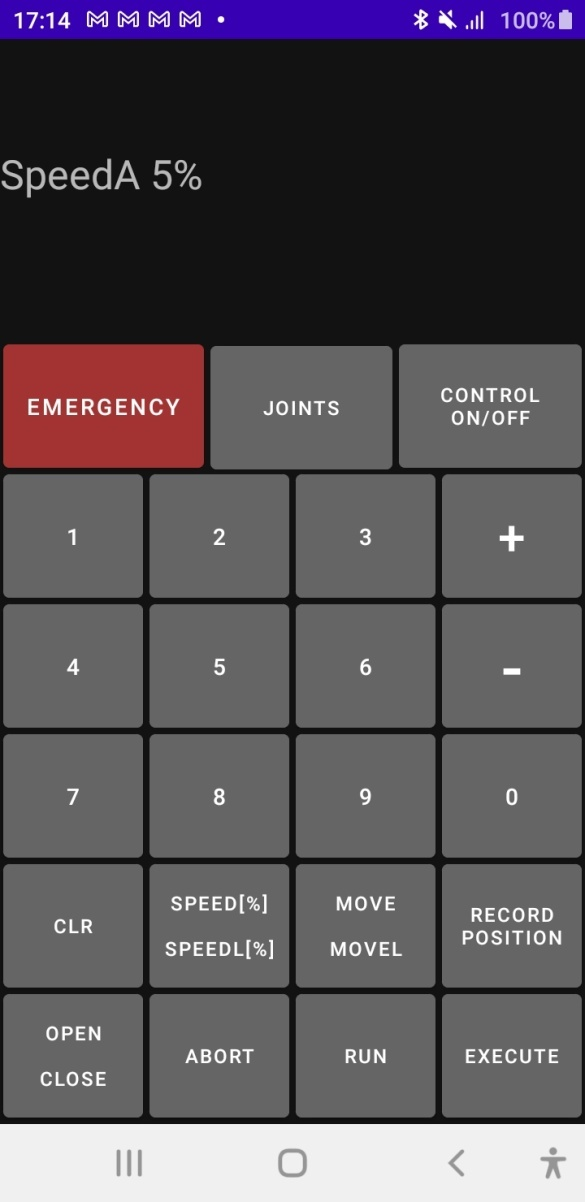 17:14 100%
SpeedA 5%
EMERGENCY JOINTS CONTROL
ON/OFF
1 2 3 +
4 5 6 -
7 8 9 0
CLR SPEED[%] MOVE RECORD
SPEEDL[%] MOVEL POSITION
OPEN ABORT RUN EXECUTE
CLOSE